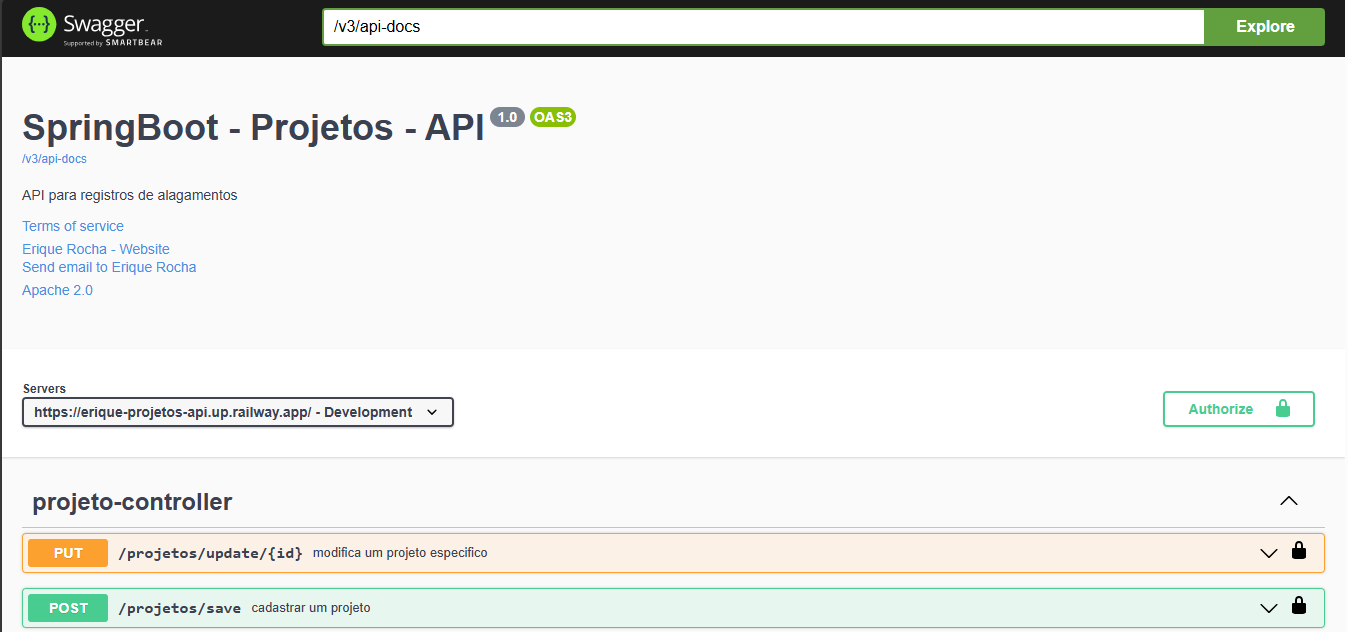 {···} Swagger.
Supported by SMARTBEAR
/v3/api-docs
Explore
SpringBoot - Projetos - API 1.0 OAS3
/v3/api-docs
API para registros de alagamentos
Terms of service
Erique Rocha - Website
Send email to Erique Rocha
Apache 2.0
Servers
https://erique-projetos-api.up.railway.app/ - Development
Authorize
projeto-controller
PUT /projetos/update/{id} modifica um projeto especifico
POST /projetos/save cadastrar um projeto